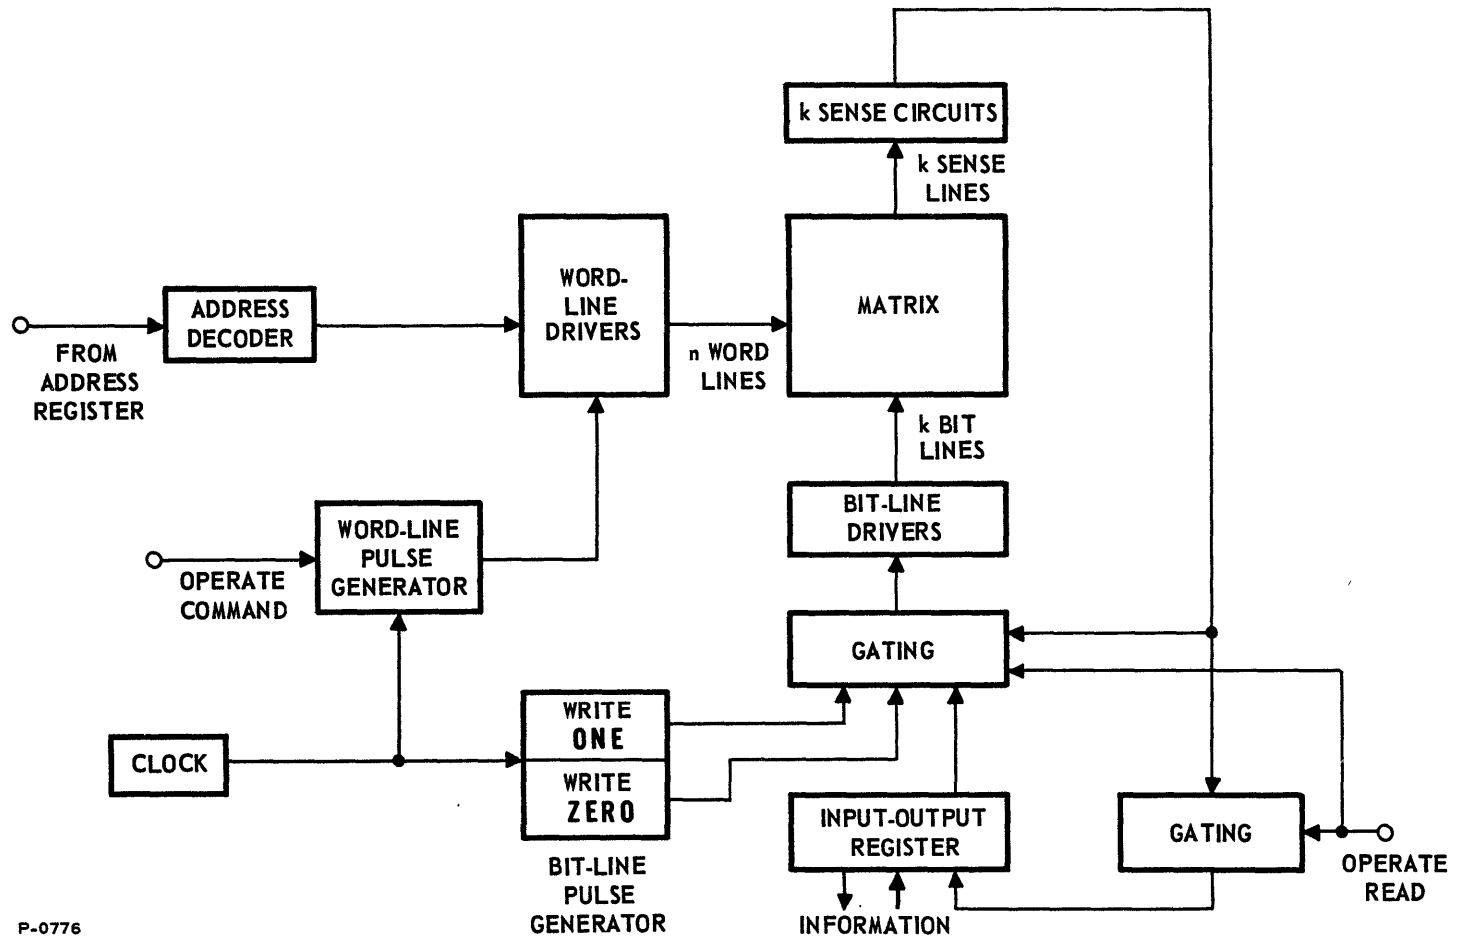 k SENSE CIRCUITS
k SENSE
LINES
WORD-
LINE
DRIVERS
MATRIX
ADDRESS
DECODER
FROM
ADDRESS
REGISTER
n WORD
LINES
k BIT
LINES
BIT-LINE
DRIVERS
WORD-LINE
PULSE
GENERATOR
OPERATE
COMMAND
GATING
WRITE
ONE
WRITE
ZERO
CLOCK
INPUT-OUTPUT
REGISTER
GATING
OPERATE
READ
BIT-LINE
PULSE
GENERATOR
INFORMATION
P-0776